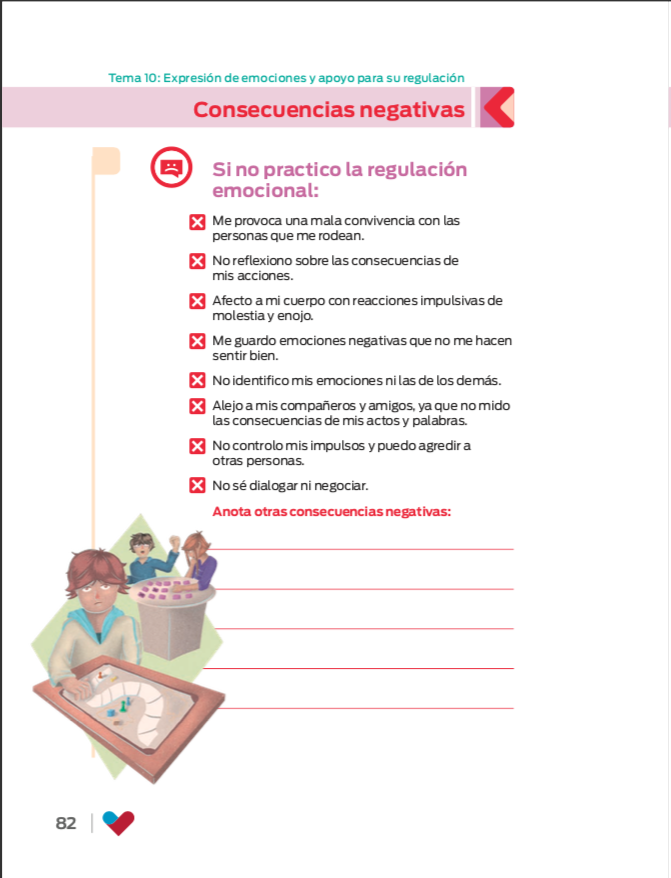 Tema 10: Expresión de emociones y apoyo para su regulación
Consecuencias negativas
Si no practico la regulación
emocional:
Me provoca una mala convivencia con las
personas que me rodean.
No reflexiono sobre las consecuencias de
mis acciones.
Afecto a mi cuerpo con reacciones impulsivas de
molestia y enojo.
Me guardo emociones negativas que no me hacen
sentir bien.
No identifico mis emociones ni las de los demás.
Alejo a mis compañeros y amigos, ya que no mido
las consecuencias de mis actos y palabras.
No controlo mis impulsos y puedo agredir a
otras personas.
No sé dialogar ni negociar.
Anota otras consecuencias negativas:
82